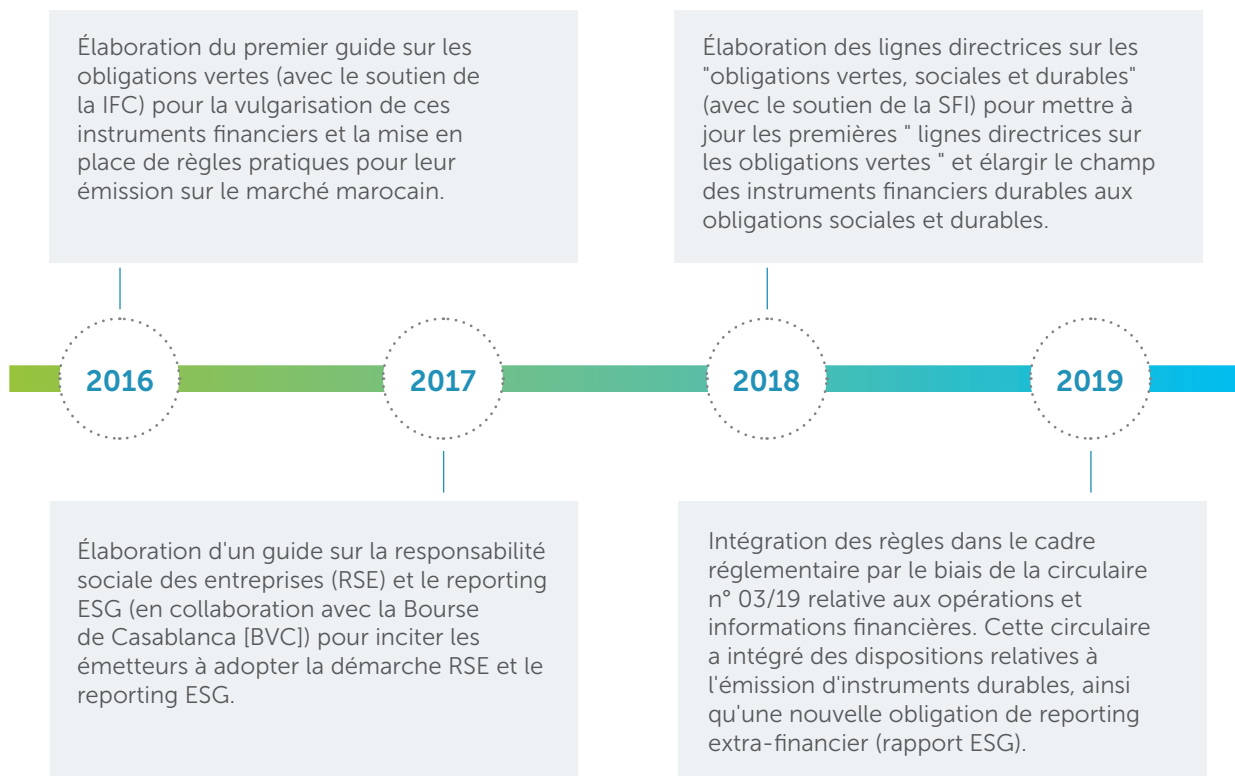 Élaboration du premier guide sur les
obligations vertes (avec le soutien de
la IFC) pour la vulgarisation de ces
instruments financiers et la mise en
place de règles pratiques pour leur
émission sur le marché marocain.
Élaboration des lignes directrices sur les
"obligations vertes, sociales et durables"
(avec le soutien de la SFI) pour mettre à
jour les premières " lignes directrices sur
les obligations vertes " et élargir le champ
des instruments financiers durables aux
obligations sociales et durables.
2016
2017
2018
2019
Élaboration d'un guide sur la responsabilité
sociale des entreprises (RSE) et le reporting
ESG (en collaboration avec la Bourse
de Casablanca [BVC]) pour inciter les
émetteurs à adopter la démarche RSE et le
reporting ESG.
Intégration des règles dans le cadre
réglementaire par le biais de la circulaire
n° 03/19 relative aux opérations et
informations financières. Cette circulaire
a intégré des dispositions relatives à
l'émission d'instruments durables, ainsi
qu'une nouvelle obligation de reporting
extra-financier (rapport ESG).